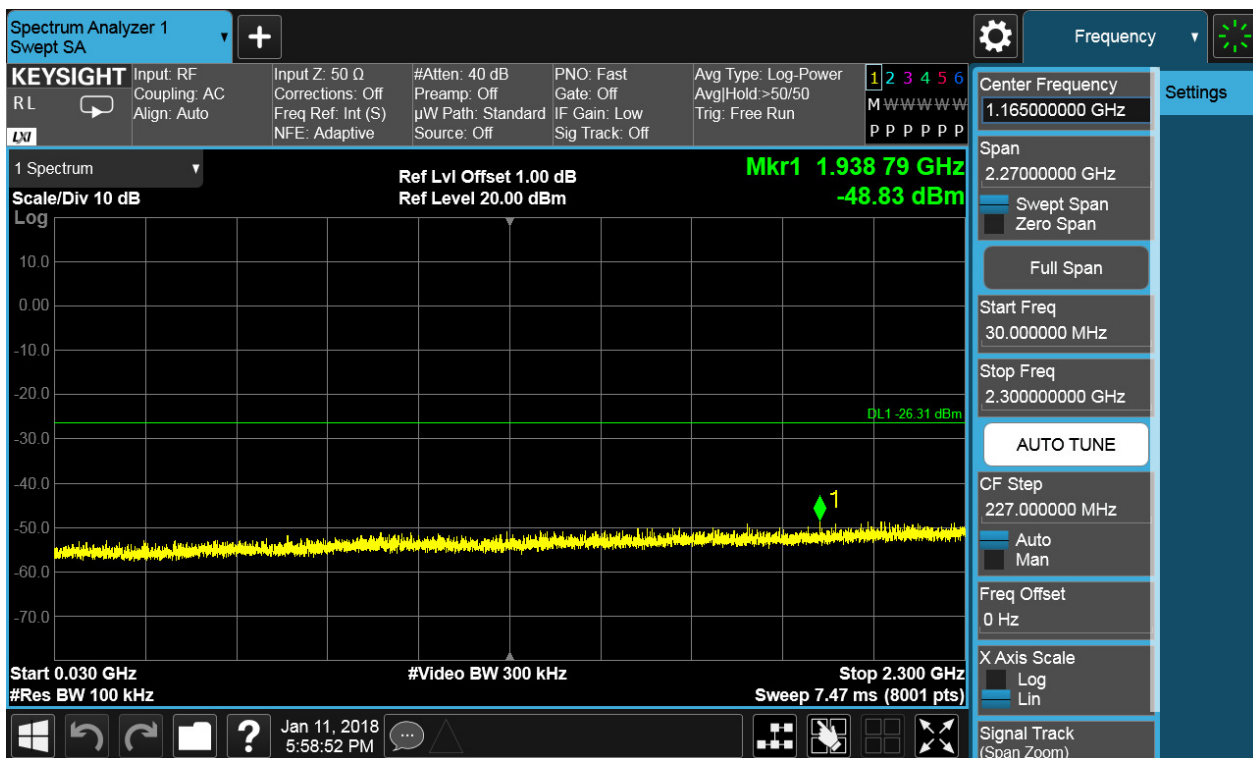 Spectrum Analyzer 1
Swept SA
Frequency
KEYSIGHT
R L
LXI
Input: RF
Coupling: AC
Align: Auto
Input Z: 50 Ω
Corrections: Off
Freq Ref: Int (S)
NFE: Adaptive
#Atten: 40 dB
Preamp: Off
µW Path: Standard
Source: Off
PNO: Fast
Gate: Off
IF Gain: Low
Sig Track: Off
Avg Type: Log-Power
Avg|Hold:>50/50
Trig: Free Run
1 2 3 4 5 6
M W W W W W
P P P P P P
1 Spectrum
Scale/Div 10 dB
Ref Lvl Offset 1.00 dB
Ref Level 20.00 dBm
Mkr1 1.938 79 GHz
-48.83 dBm
Log
10.0
0.00
-10.0
-20.0
-30.0
-40.0
-50.0
-60.0
-70.0
DL1 -26.31 dBm
1
Start 0.030 GHz
#Res BW 100 kHz
#Video BW 300 kHz
Stop 2.300 GHz
Sweep 7.47 ms (8001 pts)
Center Frequency
1.165000000 GHz
Span
2.27000000 GHz
Swept Span
Zero Span
Full Span
Start Freq
30.000000 MHz
Stop Freq
2.300000000 GHz
AUTO TUNE
CF Step
227.000000 MHz
Auto
Man
Freq Offset
0 Hz
X Axis Scale
Log
Lin
Signal Track
(Span Zoom)
Settings
?
Jan 11, 2018
5:58:52 PM